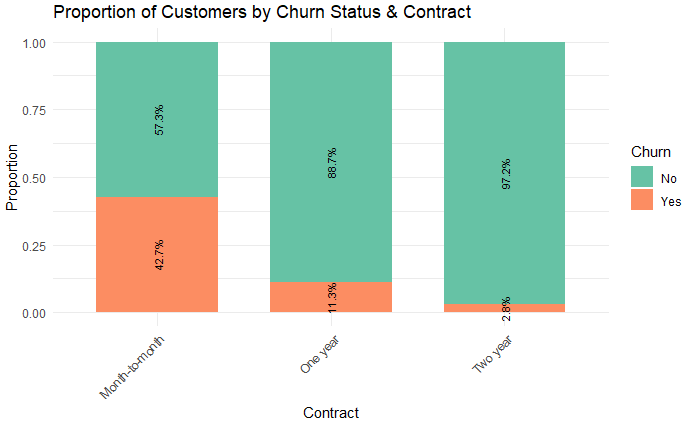 Proportion of Customers by Churn Status & Contract
Proportion
1.00
0.75
0.50
0.25
0.00
57.3%
42.7%
88.7%
11.3%
97.2%
2.8%
Month-to-month
One year
Two year
Contract
Churn
No
Yes